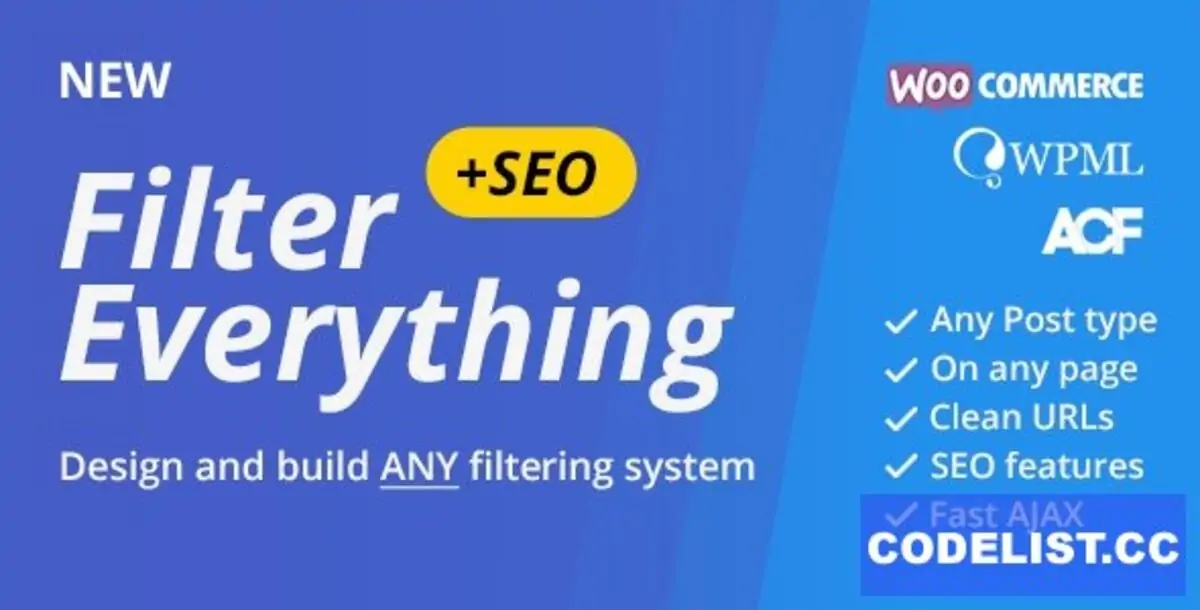 NEW
+SEO
Filter
Everything
Design and build ANY filtering system
WOO COMMERCE
WPML
ACF
Any Post type
On any page
Clean URLs
SEO features
Fast AJAX
CODELIST.CC